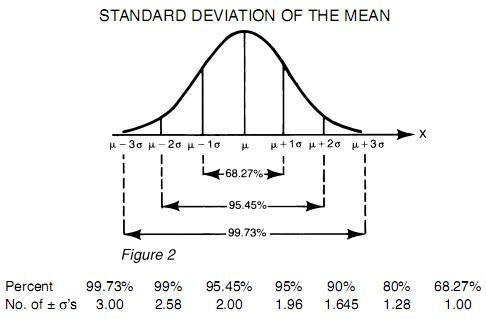 STANDARD DEVIATION OF THE MEAN
X
μ – 3σ μ – 2σ μ – 1σ μ μ + 1σ μ + 2σ μ + 3σ
68.27%
95.45%
99.73%
Figure 2
Percent 99.73% 99% 95.45% 95% 90% 80% 68.27%
No. of ± σ's 3.00 2.58 2.00 1.96 1.645 1.28 1.00